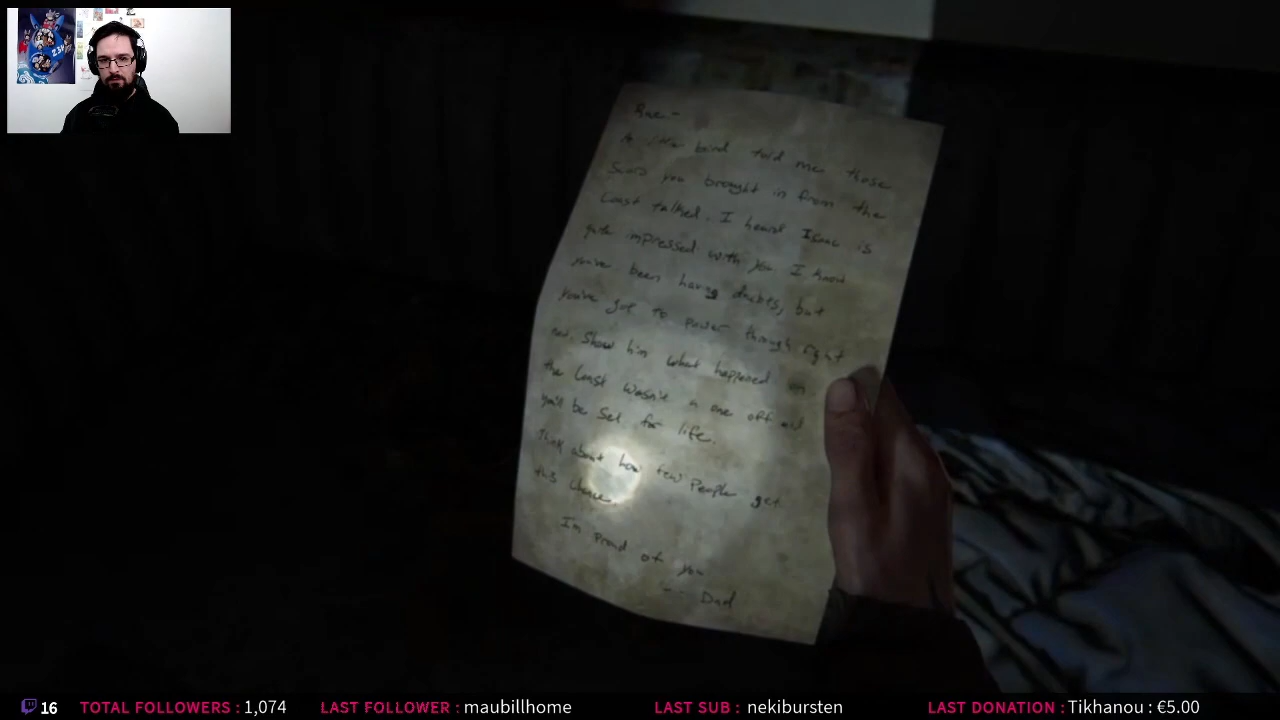 A little bird told me those
Scars you brought in from the
Coast talked. I heard Isaac is
quite impressed with you. I know
you've been having doubts, but
you've got to power through right
now. Show him what happened on
the Coast wasn't a one off and
you'll be set for life.
Think about how few people get
this chance.
I'm proud of you
-- Dad
16 TOTAL FOLLOWERS : 1,074 LAST FOLLOWER : maubillhome LAST SUB : nekibursten LAST DONATION : Tikhanou : €5.00